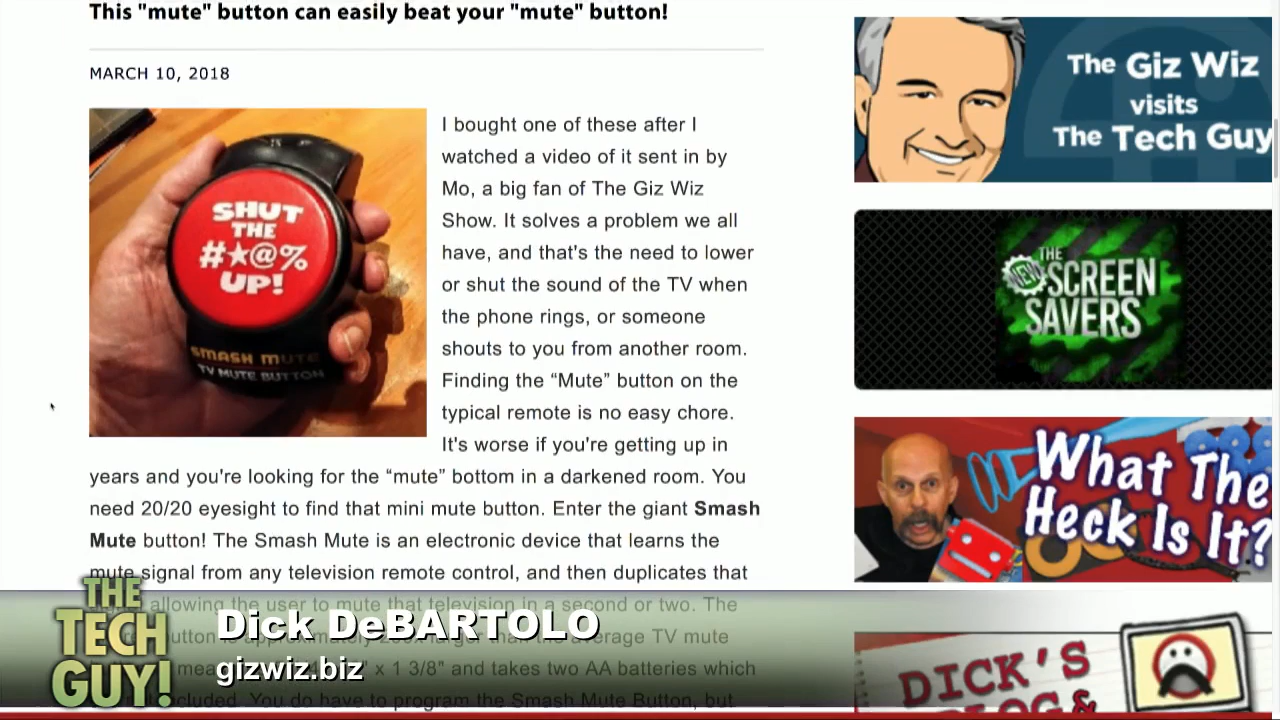 This "mute" button can easily beat your "mute" button!
MARCH 10, 2018
SHUT
THE
#★@%
UP!
SMASH MUTE
TV MUTE BUTTON
I bought one of these after I
watched a video of it sent in by
Mo, a big fan of The Giz Wiz
Show. It solves a problem we all
have, and that's the need to lower
or shut the sound of the TV when
the phone rings, or someone
shouts to you from another room.
Finding the “Mute” button on the
typical remote is no easy chore.
It's worse if you're getting up in
years and you're looking for the “mute” bottom in a darkened room. You
need 20/20 eyesight to find that mini mute button. Enter the giant Smash
Mute button! The Smash Mute is an electronic device that learns the
mute signal from any television remote control, and then duplicates that
allowing the user to mute that television in a second or two. The
average TV mute
x 1 3/8" and takes two AA batteries which
You do have to program the Smash Mute Button, but
The Giz Wiz
visits
The Tech Guy
THE
NEW SCREEN
SAVERS
What The
Heck Is It?
DICK'S
THE
TECH
GUY!
Dick DeBARTOLO
gizwiz.biz